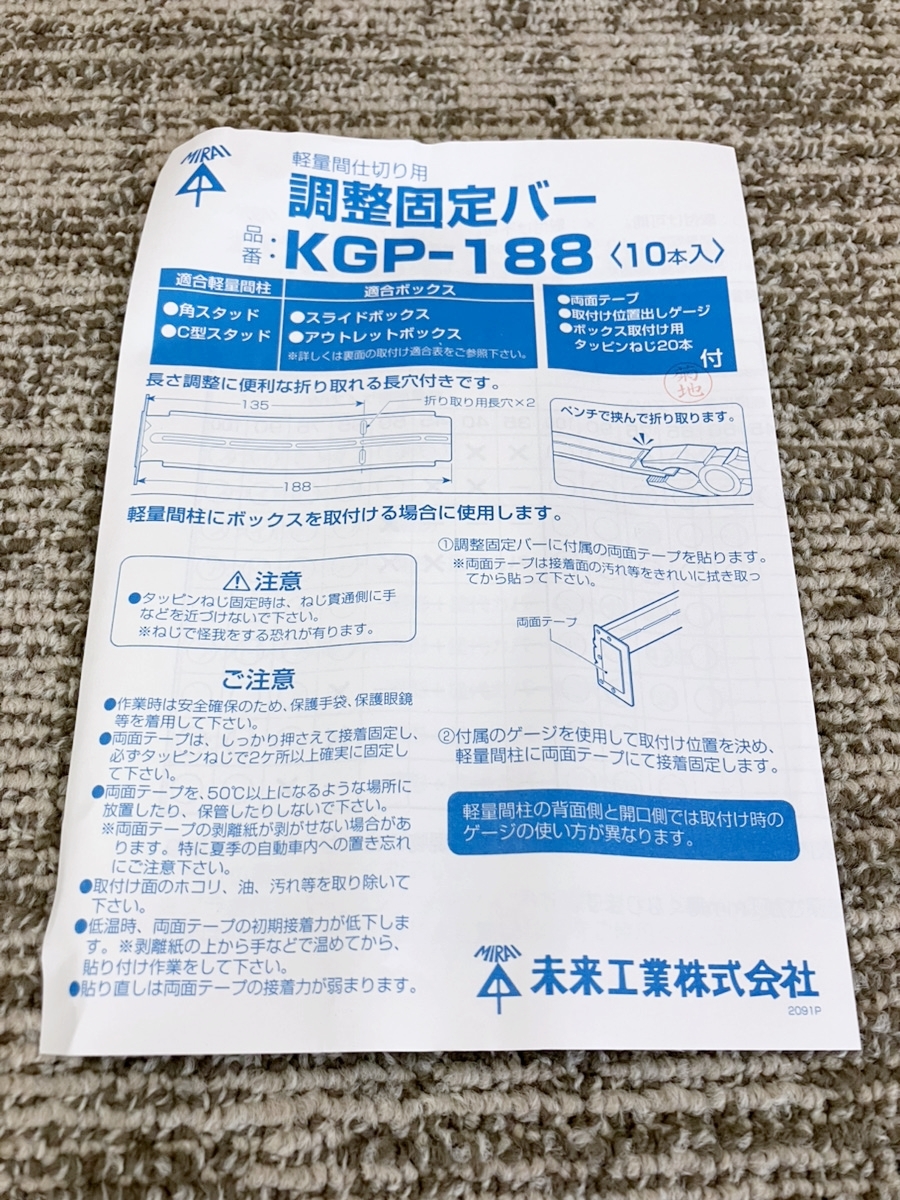 MIRAI
軽量間仕切り用
調整固定バー
品番：KGP-188〈10本入〉
適合軽量間柱
●角スタッド
●C型スタッド
適合ボックス
●スライドボックス
●アウトレットボックス
※詳しくは裏面の取付け適合表をご参照下さい。
●両面テープ
●取付け位置出しゲージ
●ボックス取付け用
タッピンねじ20本
付
菊地
長さ調整に便利な折り取れる長穴付きです。
135
折り取り用長穴×2
188
ペンチで挟んで折り取ります。
軽量間柱にボックスを取付ける場合に使用します。
⚠注意
●タッピンねじ固定時は、ねじ貫通側に手
などを近づけないで下さい。
※ねじで怪我をする恐れが有ります。
ご注意
●作業時は安全確保のため、保護手袋、保護眼鏡
等を着用して下さい。
●両面テープは、しっかり押さえて接着固定し、
必ずタッピンねじで2ケ所以上確実に固定し
て下さい。
●両面テープを、50℃以上になるような場所に
放置したり、保管したりしないで下さい。
※両面テープの剥離紙が剥がせない場合があ
ります。特に夏季の自動車内への置き忘れ
にご注意下さい。
●取付け面のホコリ、油、汚れ等を取り除いて
下さい。
●低温時、両面テープの初期接着力が低下しま
す。※剥離紙の上から手などで温めてから、
貼り付け作業をして下さい。
●貼り直しは両面テープの接着力が弱まります。
①調整固定バーに付属の両面テープを貼ります。
※両面テープは接着面の汚れ等をきれいに拭き取っ
てから貼って下さい。
両面テープ
②付属のゲージを使用して取付け位置を決め、
軽量間柱に両面テープにて接着固定します。
軽量間柱の背面側と開口側では取付け時の
ゲージの使い方が異なります。
MIRAI
未来工業株式会社
2091P